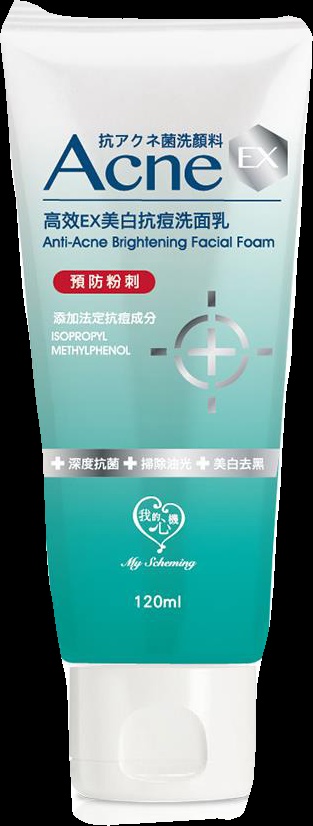 抗アクネ菌洗顏料
Acne EX
高效EX美白抗痘洗面乳
Anti-Acne Brightening Facial Foam
預防粉刺
添加法定抗痘成分
ISOPROPYL
METHYLPHENOL
深度抗菌 掃除油光 美白去黑
我的心機
My Scheming
120ml